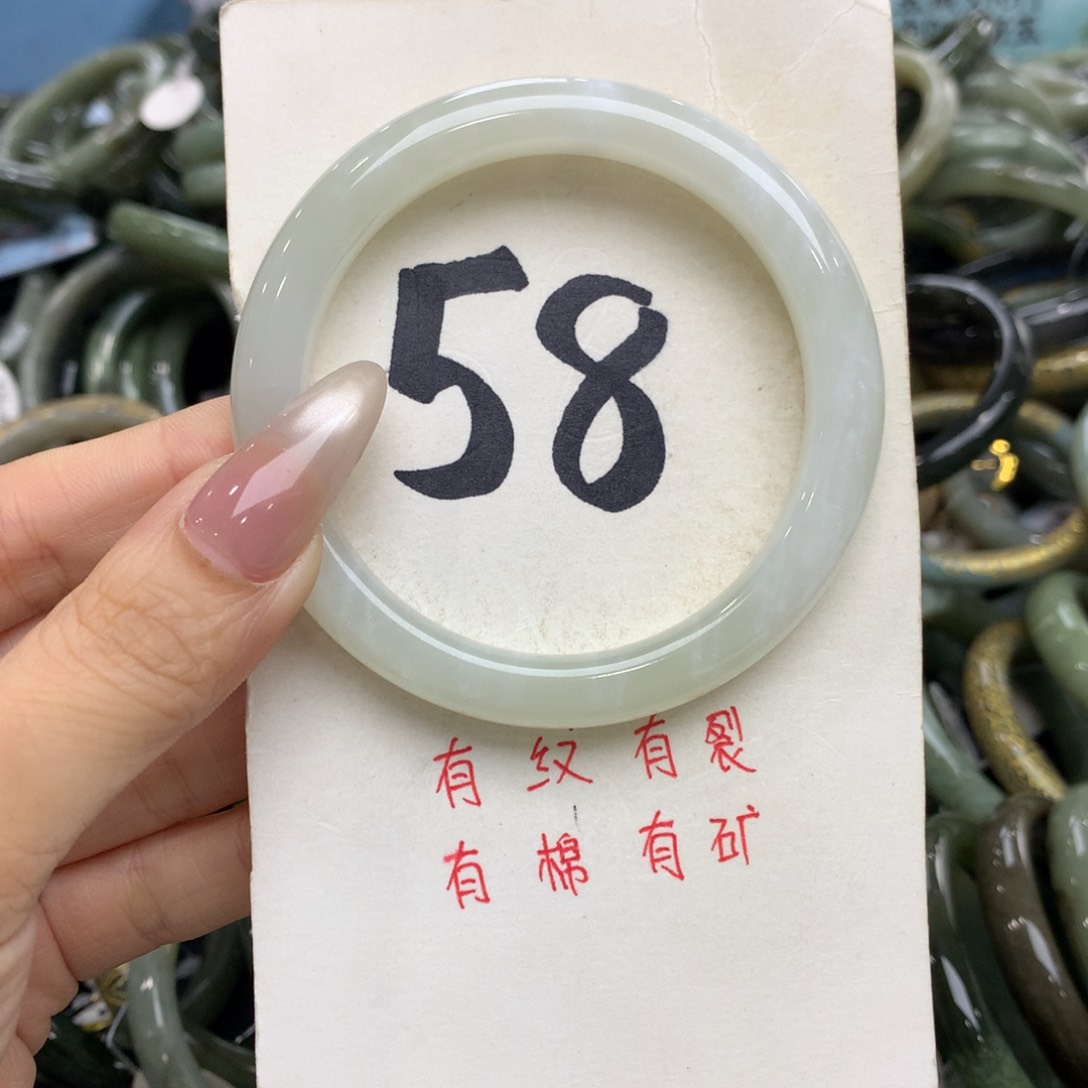 58
有纹 有裂
有棉 有矿